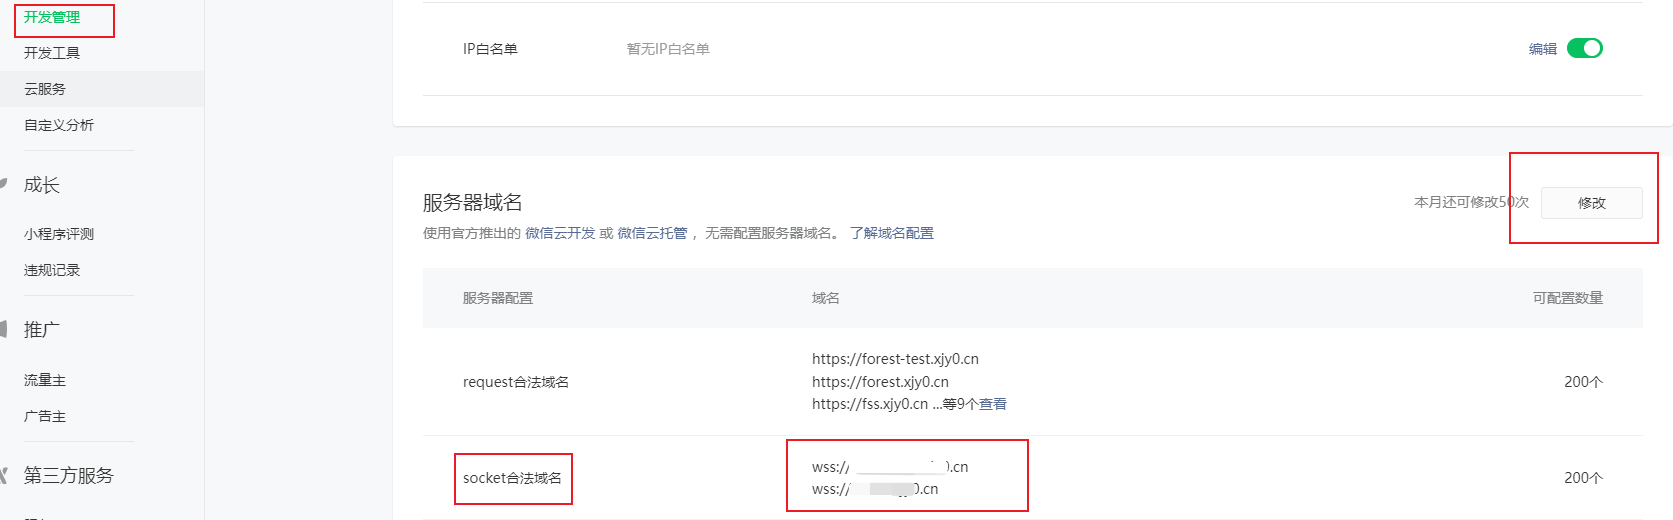 开发管理
开发工具
云服务
自定义分析
成长
小程序评测
违规记录
推广
流量主
广告主
第三方服务
IP白名单
暂无IP白名单
编辑
服务器域名
本月还可修改50次
修改
使用官方推出的 微信云开发 或 微信云托管 ，无需配置服务器域名。 了解域名配置
服务器配置 域名 可配置数量
https://forest-test.xjy0.cn
request合法域名 https://forest.xjy0.cn 200个
https://fss.xjy0.cn ...等9个查看
wss:// 0.cn
socket合法域名 200个
wss:// 0.cn